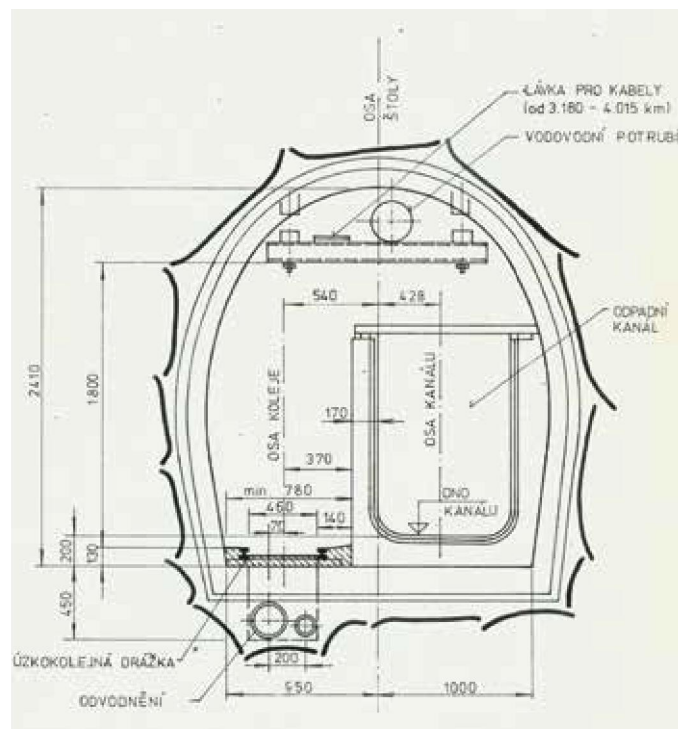 OSA
ŠTOLY
LÁVKA PRO KABELY
(od 3.180 - 4.015 km)
VODOVODNÍ POTRUBÍ
540
428
ODPADNÍ
KANÁL
2410
1800
OSA KOLEJE
170
OSA KANÁLU
370
min 780
460
70
140
DNO
KANÁLU
200
130
450
ÚZKOKOLEJNÁ DRÁŽKA
200
ODVODNĚNÍ
950
1000